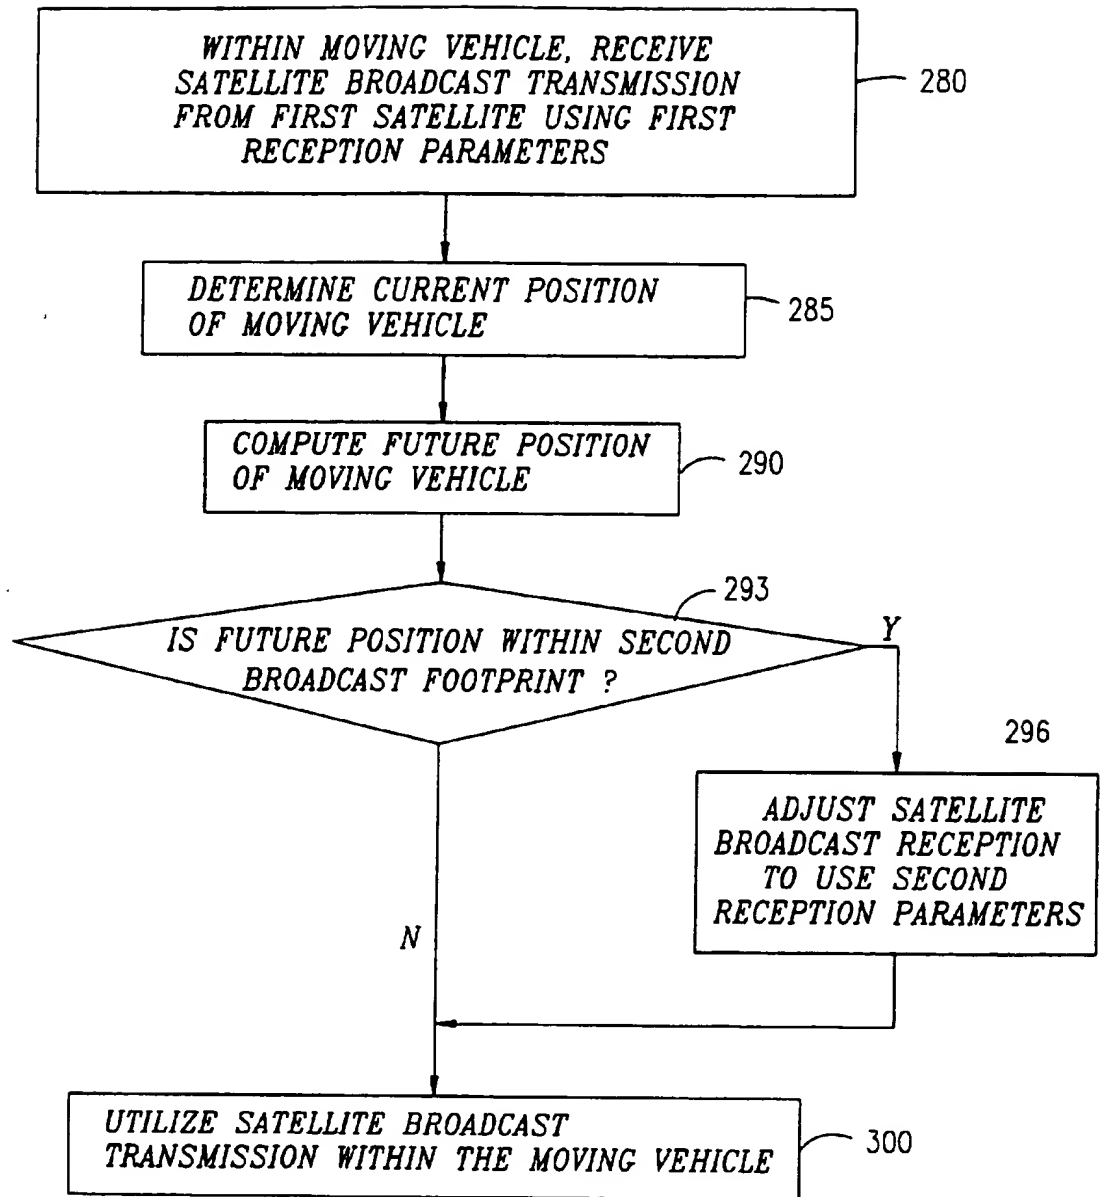 WITHIN MOVING VEHICLE, RECEIVE
SATELLITE BROADCAST TRANSMISSION
FROM FIRST SATELLITE USING FIRST
RECEPTION PARAMETERS
280
DETERMINE CURRENT POSITION
OF MOVING VEHICLE
285
COMPUTE FUTURE POSITION
OF MOVING VEHICLE
290
293
IS FUTURE POSITION WITHIN SECOND
BROADCAST FOOTPRINT ?
Y
296
ADJUST SATELLITE
BROADCAST RECEPTION
TO USE SECOND
RECEPTION PARAMETERS
N
UTILIZE SATELLITE BROADCAST
TRANSMISSION WITHIN THE MOVING VEHICLE
300